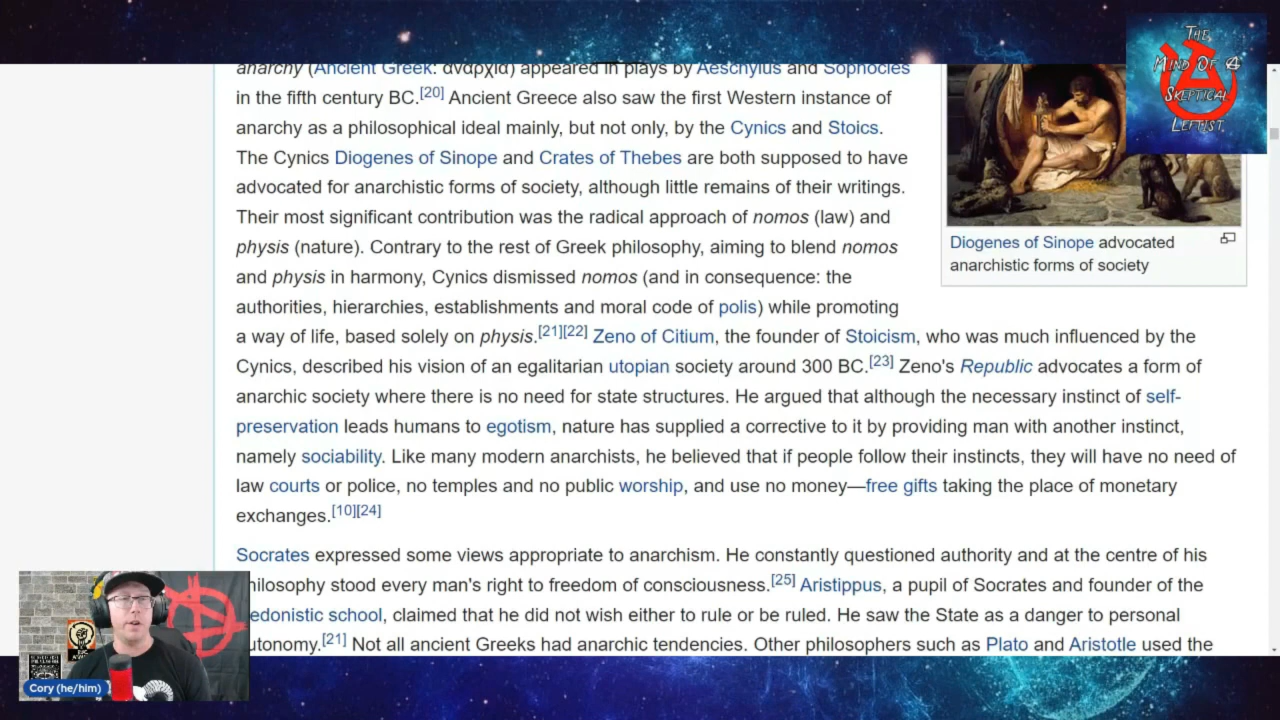 anarchy (Ancient Greek: ἀναρχία) appeared in plays by Aeschylus and Sophocles
in the fifth century BC.[20] Ancient Greece also saw the first Western instance of
anarchy as a philosophical ideal mainly, but not only, by the Cynics and Stoics.
The Cynics Diogenes of Sinope and Crates of Thebes are both supposed to have
advocated for anarchistic forms of society, although little remains of their writings.
Their most significant contribution was the radical approach of nomos (law) and
physis (nature). Contrary to the rest of Greek philosophy, aiming to blend nomos
and physis in harmony, Cynics dismissed nomos (and in consequence: the
authorities, hierarchies, establishments and moral code of polis) while promoting
a way of life, based solely on physis.[21][22] Zeno of Citium, the founder of Stoicism, who was much influenced by the
Cynics, described his vision of an egalitarian utopian society around 300 BC.[23] Zeno's Republic advocates a form of
anarchic society where there is no need for state structures. He argued that although the necessary instinct of self-
preservation leads humans to egotism, nature has supplied a corrective to it by providing man with another instinct,
namely sociability. Like many modern anarchists, he believed that if people follow their instincts, they will have no need of
law courts or police, no temples and no public worship, and use no money—free gifts taking the place of monetary
exchanges.[10][24]
Socrates expressed some views appropriate to anarchism. He constantly questioned authority and at the centre of his
hilosophy stood every man's right to freedom of consciousness.[25] Aristippus, a pupil of Socrates and founder of the
edonistic school, claimed that he did not wish either to rule or be ruled. He saw the State as a danger to personal
utonomy.[21] Not all ancient Greeks had anarchic tendencies. Other philosophers such as Plato and Aristotle used the
Diogenes of Sinope advocated
anarchistic forms of society
The
Mind Of A
Skeptical
Leftist
Cory (he/him)